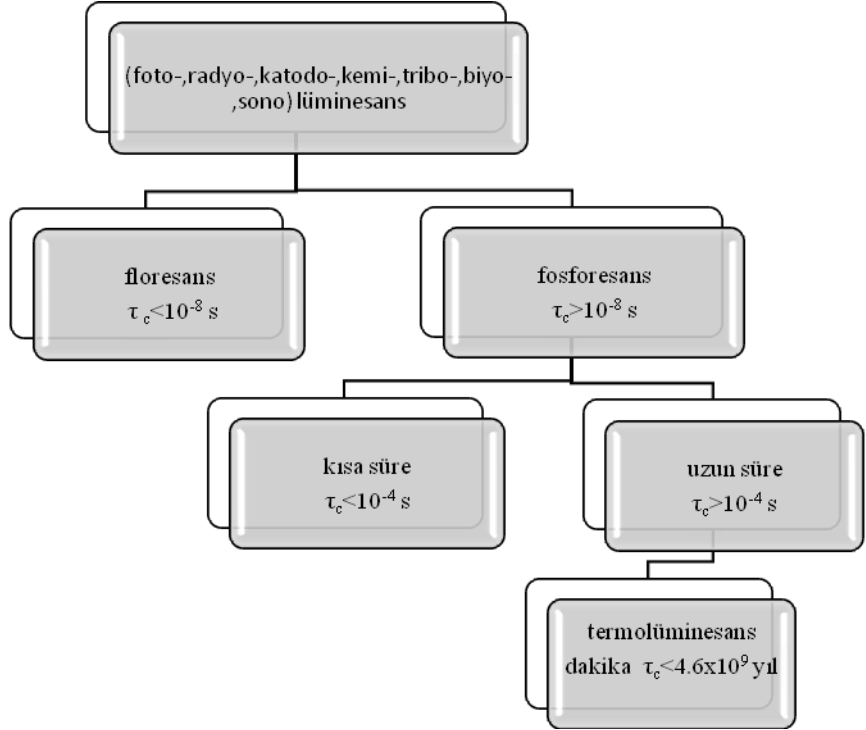 (foto-,radyo-,katodo-,kemi-,tribo-,biyo-
,sono) lüminesans
floresans
τ c<10⁻⁸ s
fosforesans
τc>10⁻⁸ s
kısa süre
τc<10⁻⁴ s
uzun süre
τc>10⁻⁴ s
termolüminesans
dakika τc<4.6x10⁹ yıl